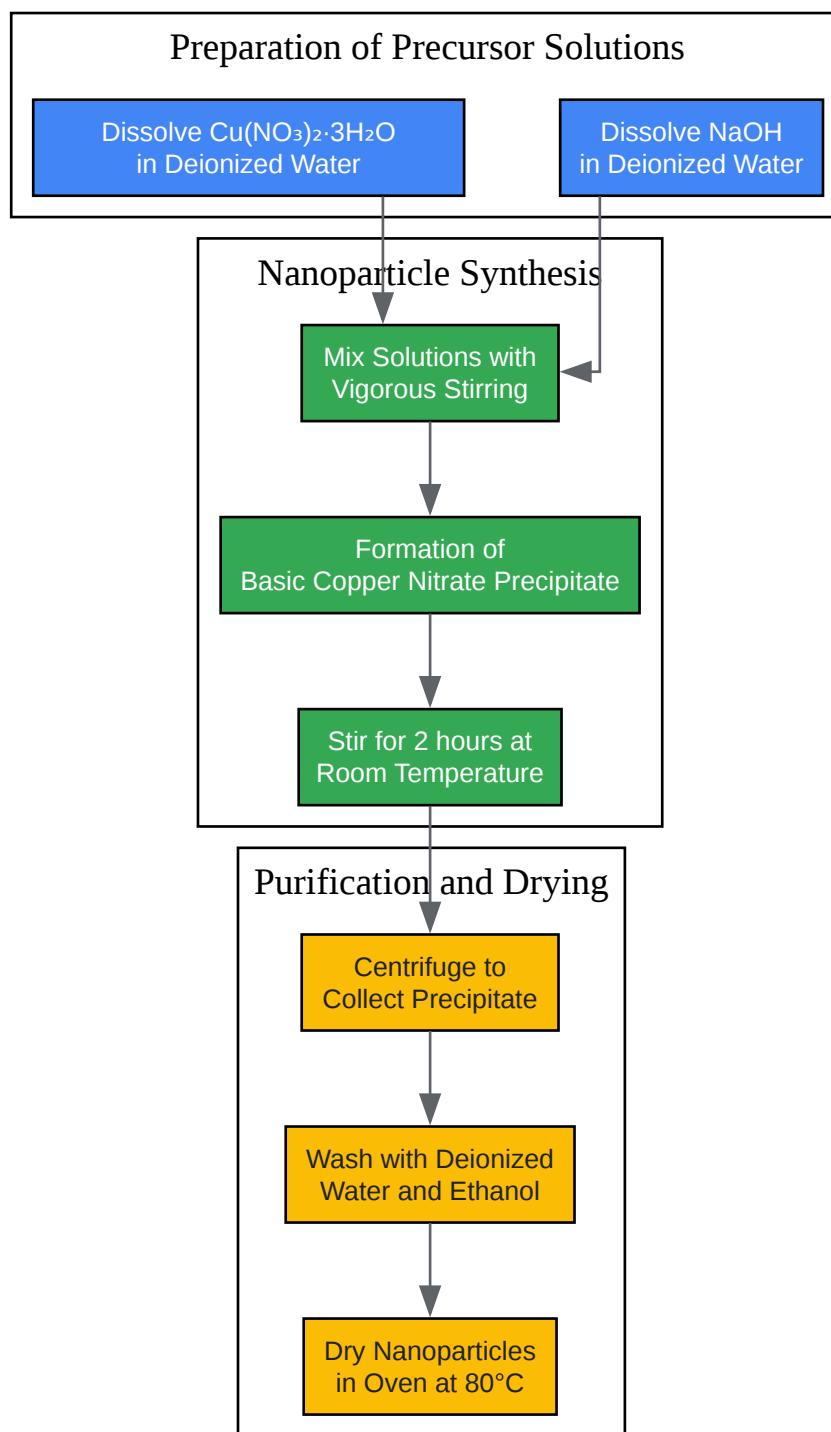 Preparation of Precursor Solutions
Dissolve Cu(NO₃)₂·3H₂O
in Deionized Water
Dissolve NaOH
in Deionized Water
Nanoparticle Synthesis
Mix Solutions with
Vigorous Stirring
Formation of
Basic Copper Nitrate Precipitate
Stir for 2 hours at
Room Temperature
Purification and Drying
Centrifuge to
Collect Precipitate
Wash with Deionized
Water and Ethanol
Dry Nanoparticles
in Oven at 80°C